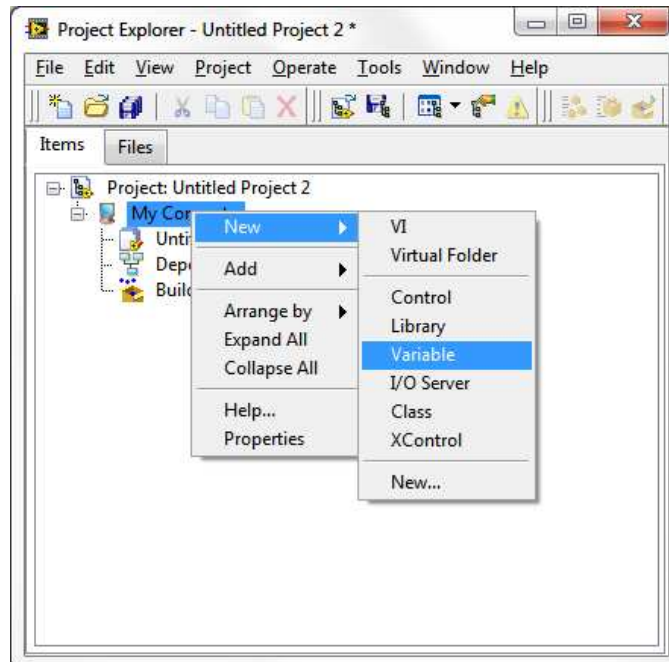 Project Explorer - Untitled Project 2 *
File Edit View Project Operate Tools Window Help
Items Files
Project: Untitled Project 2
My
New
Add
Arrange by
Expand All
Collapse All
Help...
Properties
VI
Virtual Folder
Control
Library
Variable
I/O Server
Class
XControl
New...